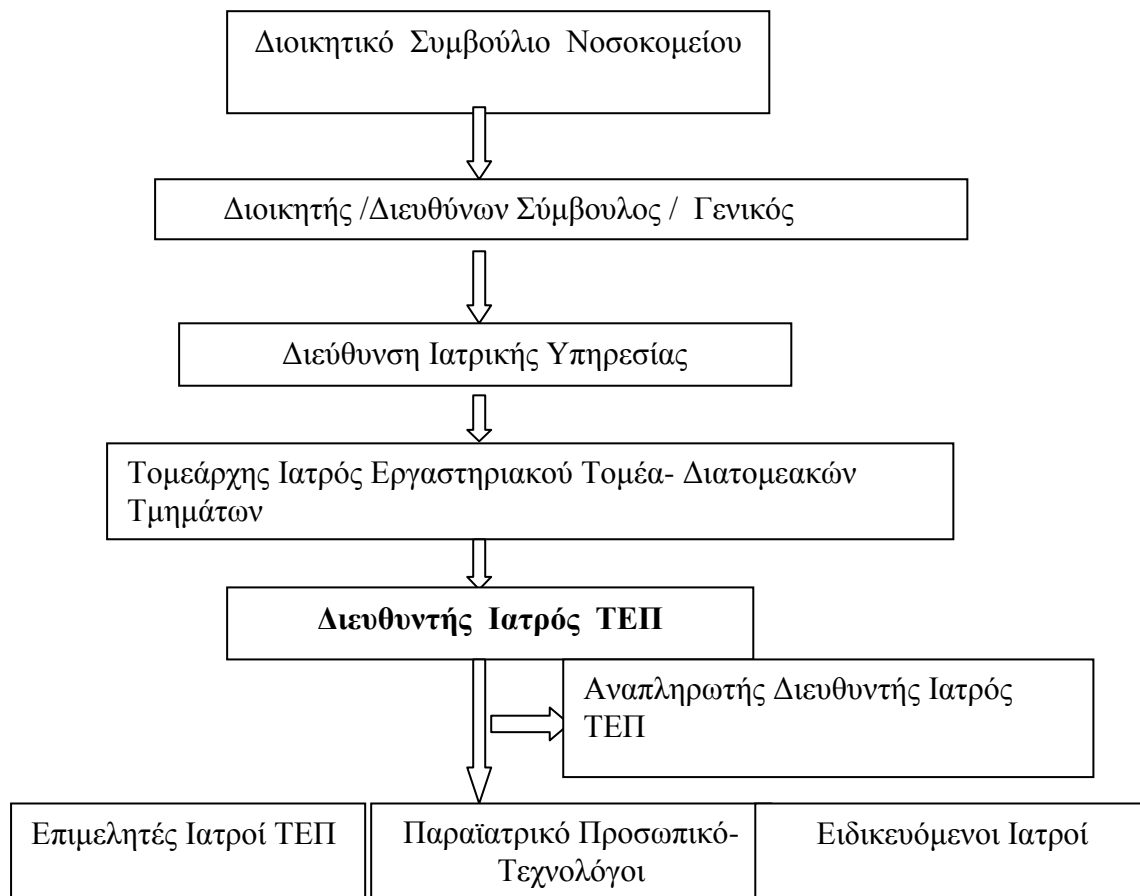 Διοικητικό Συμβούλιο Νοσοκομείου
Διοικητής /Διευθύνων Σύμβουλος / Γενικός
Διεύθυνση Ιατρικής Υπηρεσίας
Τομεάρχης Ιατρός Εργαστηριακού Τομέα- Διατομεακών
Τμημάτων
Διευθυντής Ιατρός ΤΕΠ
Αναπληρωτής Διευθυντής Ιατρός
ΤΕΠ
Επιμελητές Ιατροί ΤΕΠ
Παραϊατρικό Προσωπικό-
Τεχνολόγοι
Ειδικευόμενοι Ιατροί